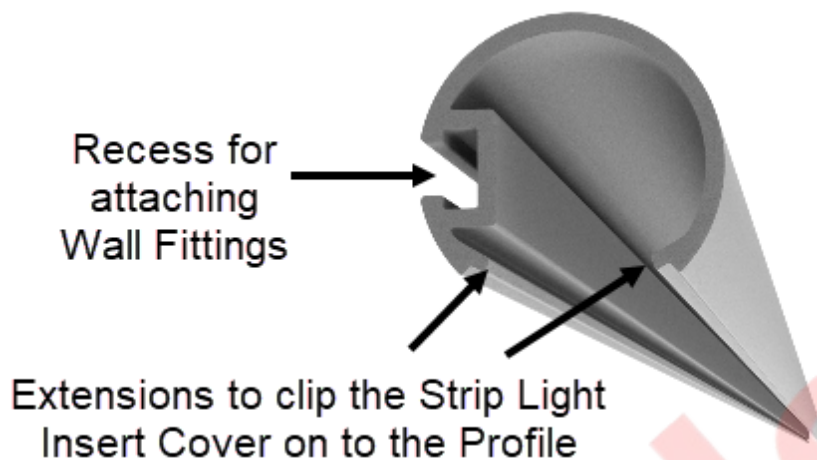 Recess for
attaching
Wall Fittings
Extensions to clip the Strip Light
Insert Cover on to the Profile